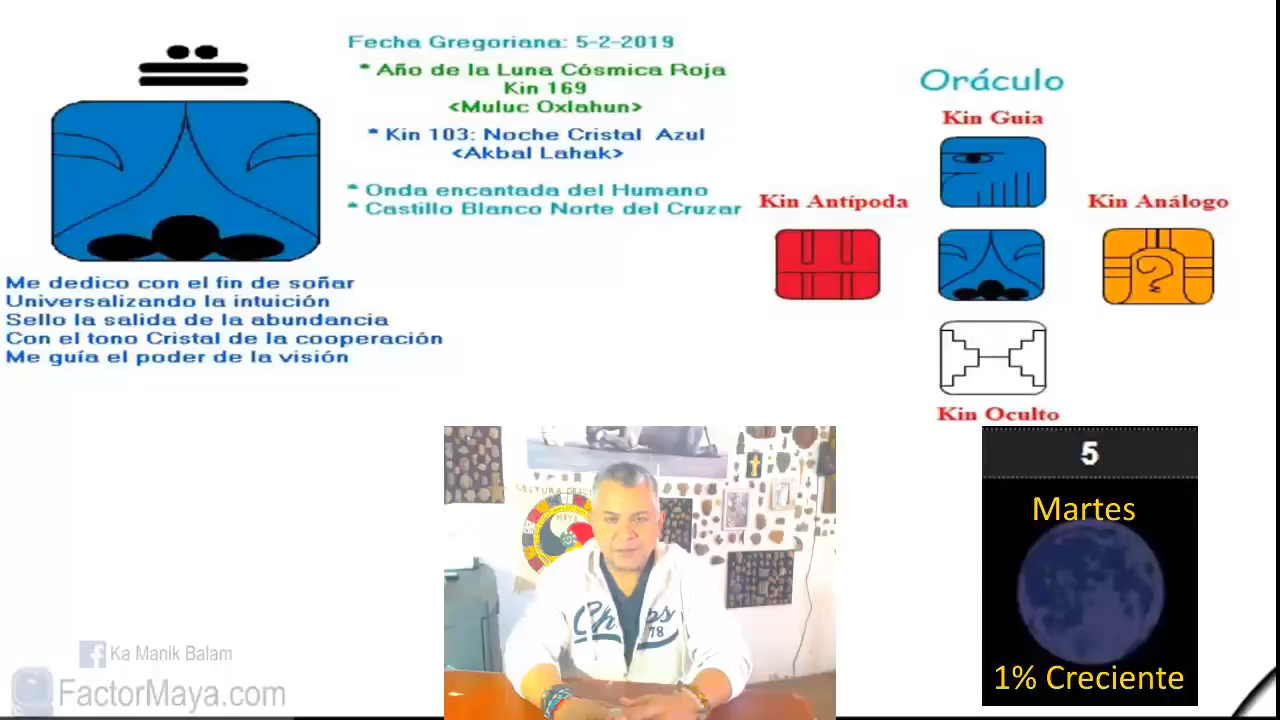 Fecha Gregoriana: 5-2-2019
* Año de la Luna Cósmica Roja
Kin 169
<Muluc Oxlahun>
* Kin 103: Noche Cristal Azul
<Akbal Lahak>
* Onda encantada del Humano
* Castillo Blanco Norte del Cruzar
Me dedico con el fin de soñar
Universalizando la intuición
Sello la salida de la abundancia
Con el tono Cristal de la cooperación
Me guía el poder de la visión
Oráculo
Kin Guia
Kin Antípoda
Kin Análogo
Kin Oculto
MAYA
78
5
Martes
1% Creciente
Ka Manik Balam
FactorMaya.com